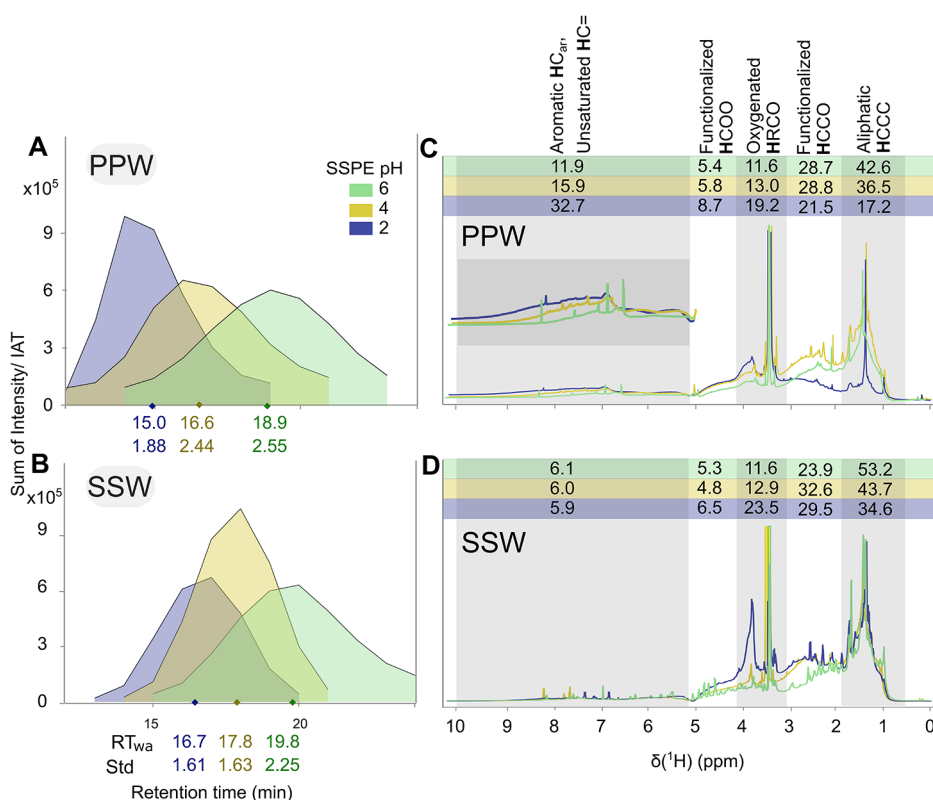 Aromatic HCar,
Unsaturated HC=
Functionalized
HCOO
Oxygenated
HRCO
Functionalized
HCCO
Aliphatic
HCCC
A
PPW
x10⁵
9
6
3
0
SSPE pH
6
4
2
15.0 16.6 18.9
1.88 2.44 2.55
Sum of Intensity/ IAT
B
SSW
x10⁵
9
6
3
0
15 20
RTwa 16.7 17.8 19.8
Std 1.61 1.63 2.25
Retention time (min)
C
11.9 5.4 11.6 28.7 42.6
15.9 5.8 13.0 28.8 36.5
32.7 8.7 19.2 21.5 17.2
PPW
D
6.1 5.3 11.6 23.9 53.2
6.0 4.8 12.9 32.6 43.7
5.9 6.5 23.5 29.5 34.6
SSW
10 9 8 7 6 5 4 3 2 1 0
δ(¹H) (ppm)